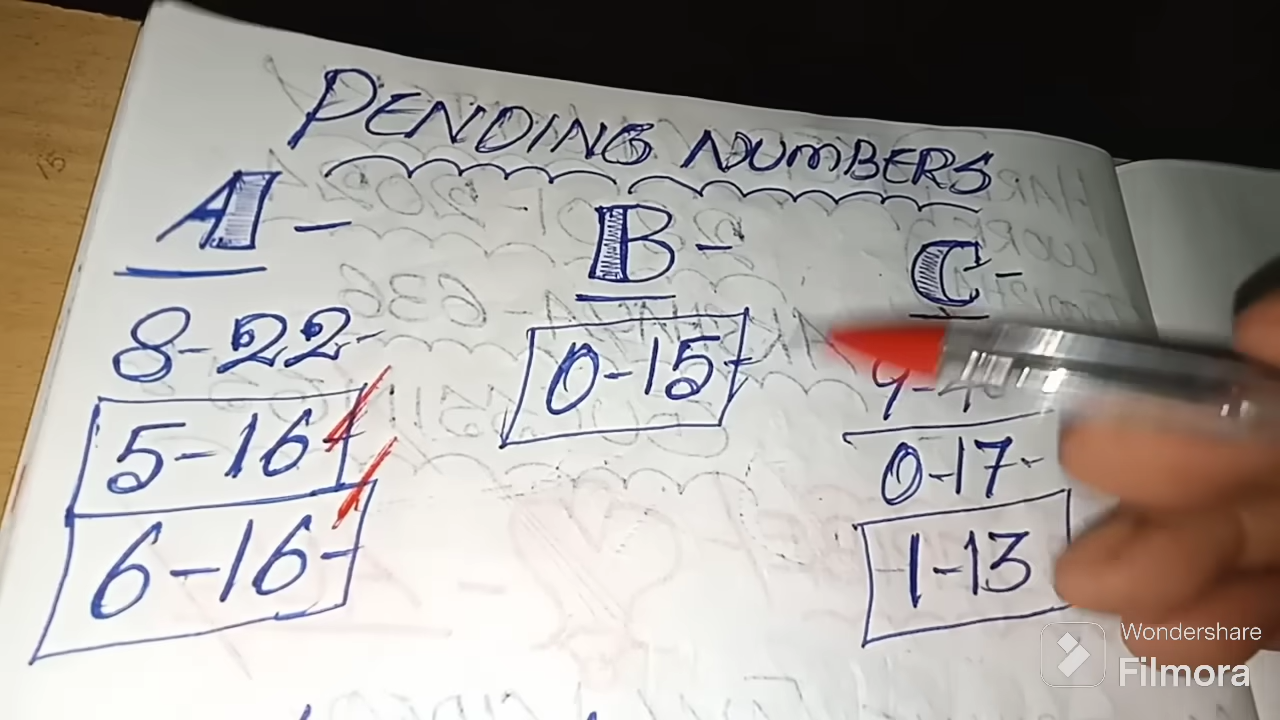 PENDING NUMBERS
A -
8-22-
5-16-
6-16-
B -
0-15-
C -
0-17-
1-13
Wondershare
Filmora